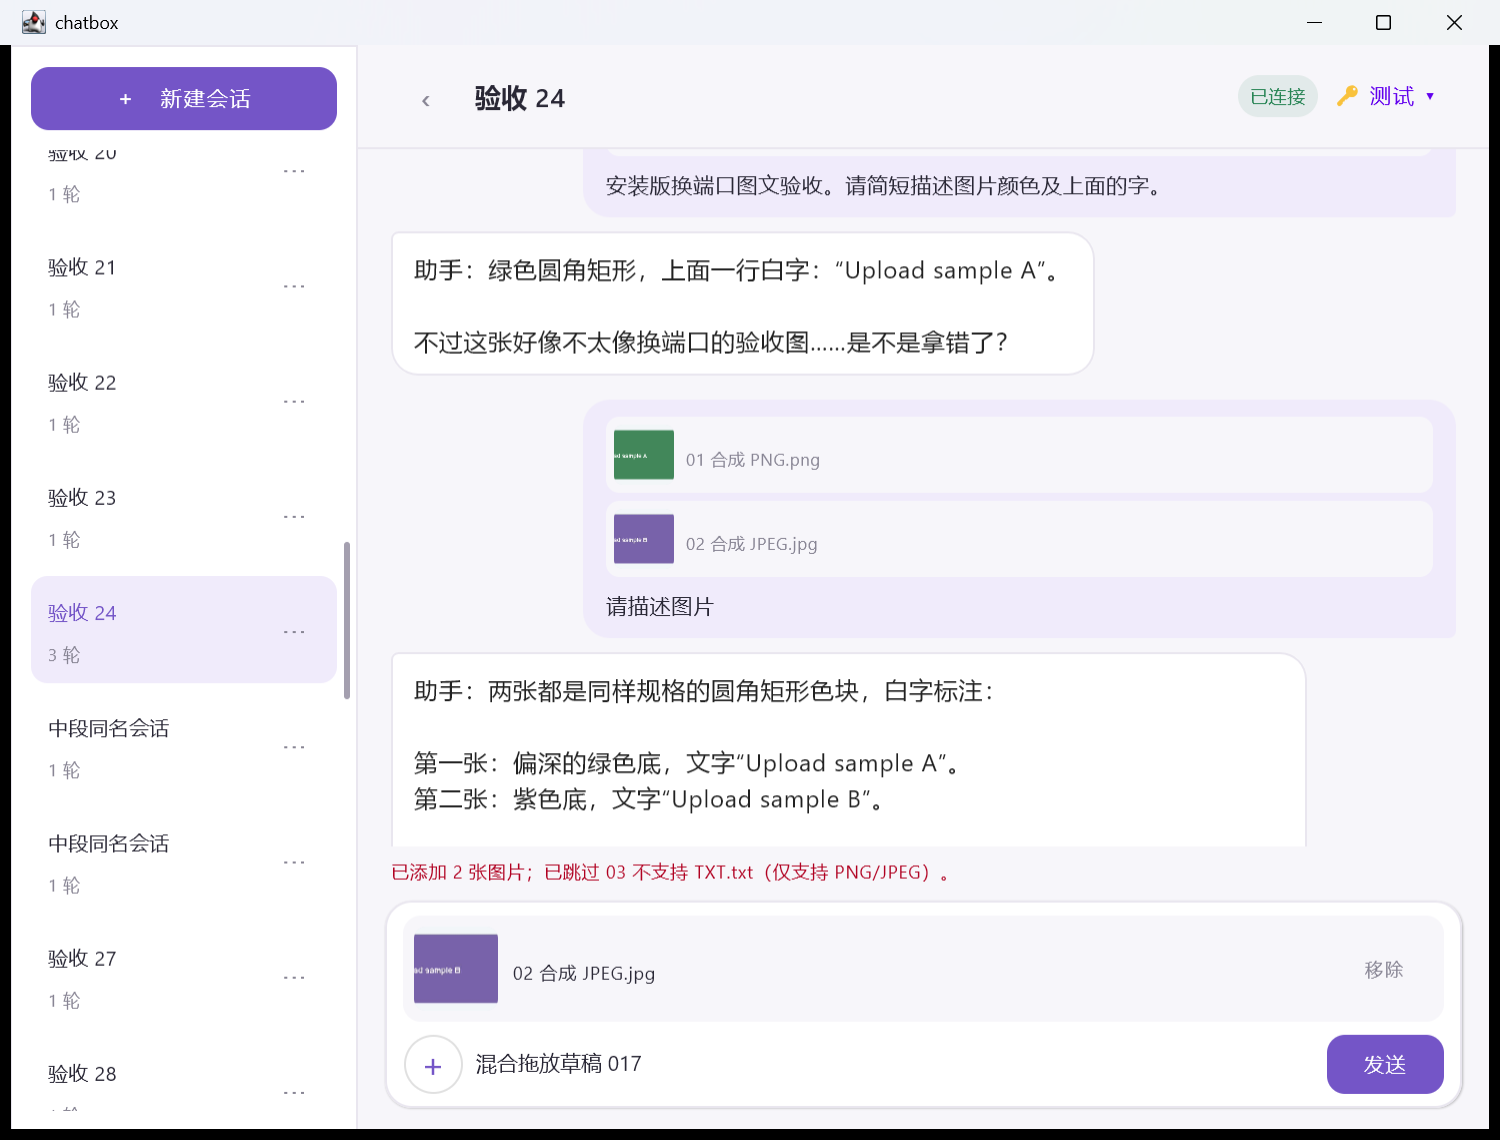 chatbox
+ 新建会话
验收 20
1 轮
验收 21
1 轮
验收 22
1 轮
验收 23
1 轮
验收 24
3 轮
中段同名会话
1 轮
中段同名会话
1 轮
验收 27
1 轮
验收 28
‹ 验收 24
已连接
测试
安装版换端口图文验收。请简短描述图片颜色及上面的字。
助手：绿色圆角矩形，上面一行白字：“Upload sample A”。
不过这张好像不太像换端口的验收图……是不是拿错了？
ad sample A
01 合成 PNG.png
ad sample B
02 合成 JPEG.jpg
请描述图片
助手：两张都是同样规格的圆角矩形色块，白字标注：
第一张：偏深的绿色底，文字“Upload sample A”。
第二张：紫色底，文字“Upload sample B”。
已添加 2 张图片；已跳过 03 不支持 TXT.txt（仅支持 PNG/JPEG）。
ad sample B
02 合成 JPEG.jpg
移除
+
混合拖放草稿 017
发送